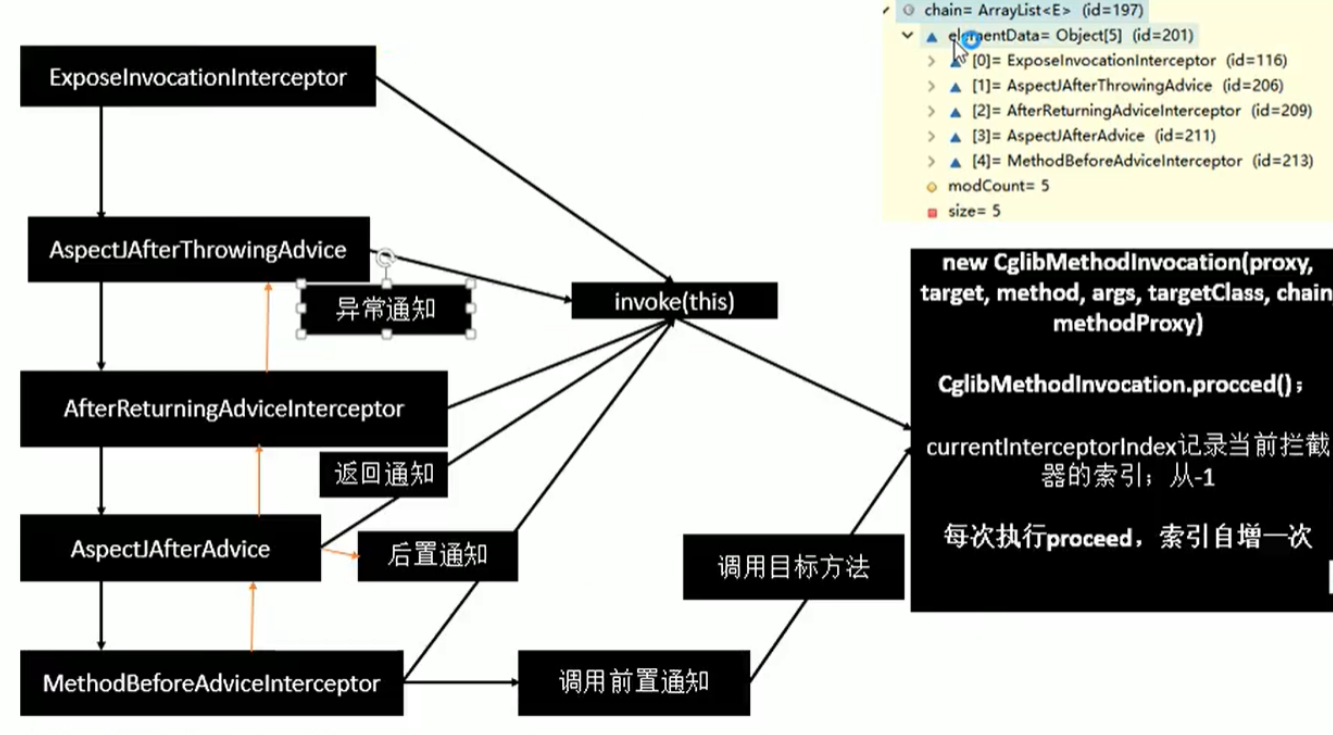 chain= ArrayList<E> (id=197)
elementData= Object[5] (id=201)
[0]= ExposeInvocationInterceptor (id=116)
[1]= AspectJAfterThrowingAdvice (id=206)
[2]= AfterReturningAdviceInterceptor (id=209)
[3]= AspectJAfterAdvice (id=211)
[4]= MethodBeforeAdviceInterceptor (id=213)
modCount= 5
size= 5
ExposeInvocationInterceptor
AspectJAfterThrowingAdvice
异常通知
invoke(this)
AfterReturningAdviceInterceptor
返回通知
AspectJAfterAdvice
后置通知
MethodBeforeAdviceInterceptor
调用前置通知
调用目标方法
new CglibMethodInvocation(proxy,
target, method, args, targetClass, chain
methodProxy)
CglibMethodInvocation.procced()；
currentInterceptorIndex记录当前拦截
器的索引；从-1
每次执行proceed，索引自增一次